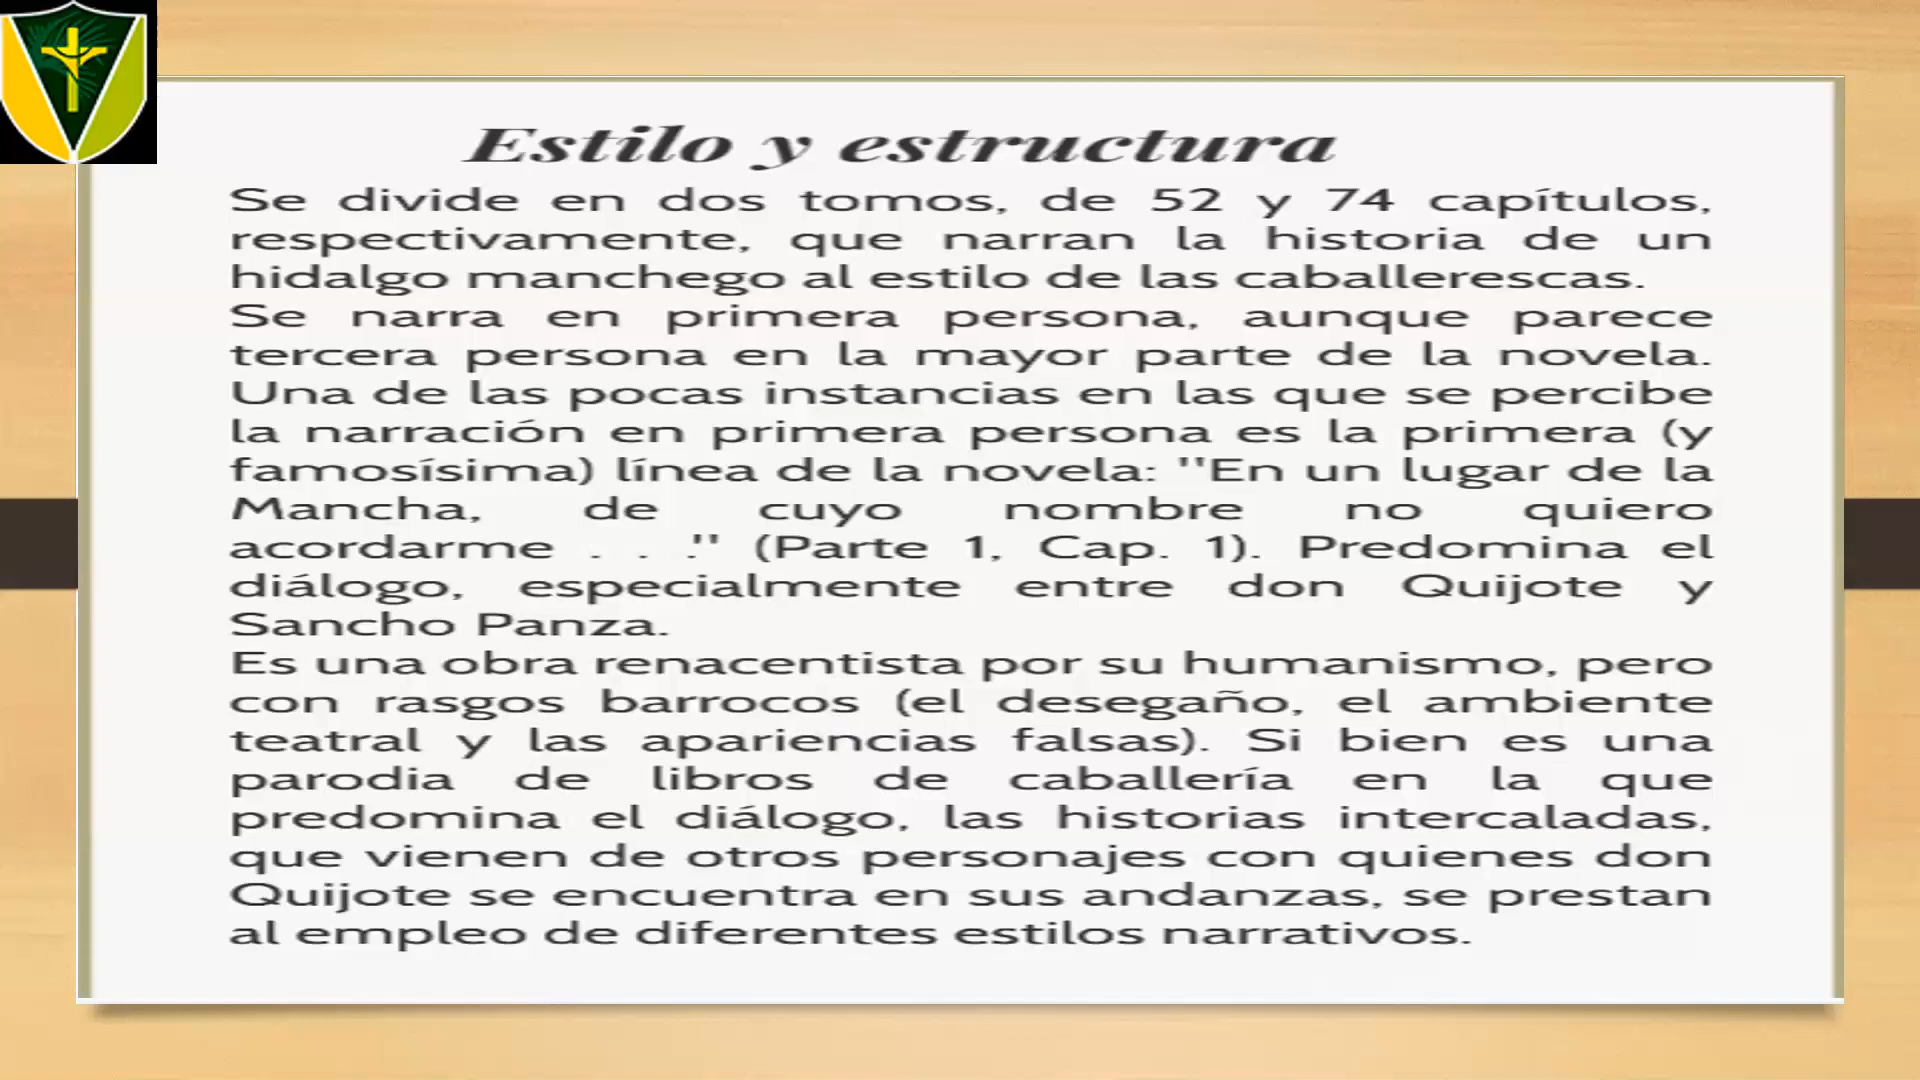 Estilo y estructura
Se divide en dos tomos, de 52 y 74 capítulos,
respectivamente, que narran la historia de un
hidalgo manchego al estilo de las caballerescas.
Se narra en primera persona, aunque parece
tercera persona en la mayor parte de la novela.
Una de las pocas instancias en las que se percibe
la narración en primera persona es la primera (y
famosísima) línea de la novela: "En un lugar de la
Mancha, de cuyo nombre no quiero
acordarme . . ." (Parte 1, Cap. 1). Predomina el
diálogo, especialmente entre don Quijote y
Sancho Panza.
Es una obra renacentista por su humanismo, pero
con rasgos barrocos (el desegaño, el ambiente
teatral y las apariencias falsas). Si bien es una
parodia de libros de caballería en la que
predomina el diálogo, las historias intercaladas,
que vienen de otros personajes con quienes don
Quijote se encuentra en sus andanzas, se prestan
al empleo de diferentes estilos narrativos.